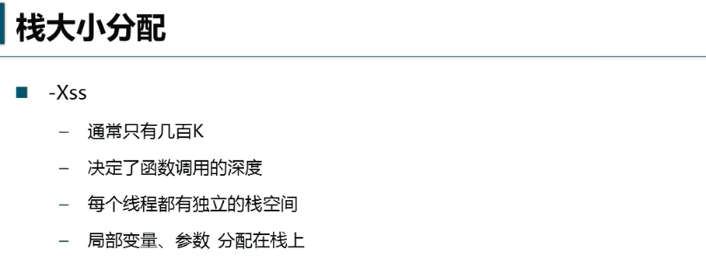 栈大小分配
-Xss
– 通常只有几百K
– 决定了函数调用的深度
– 每个线程都有独立的栈空间
– 局部变量、参数 分配在栈上